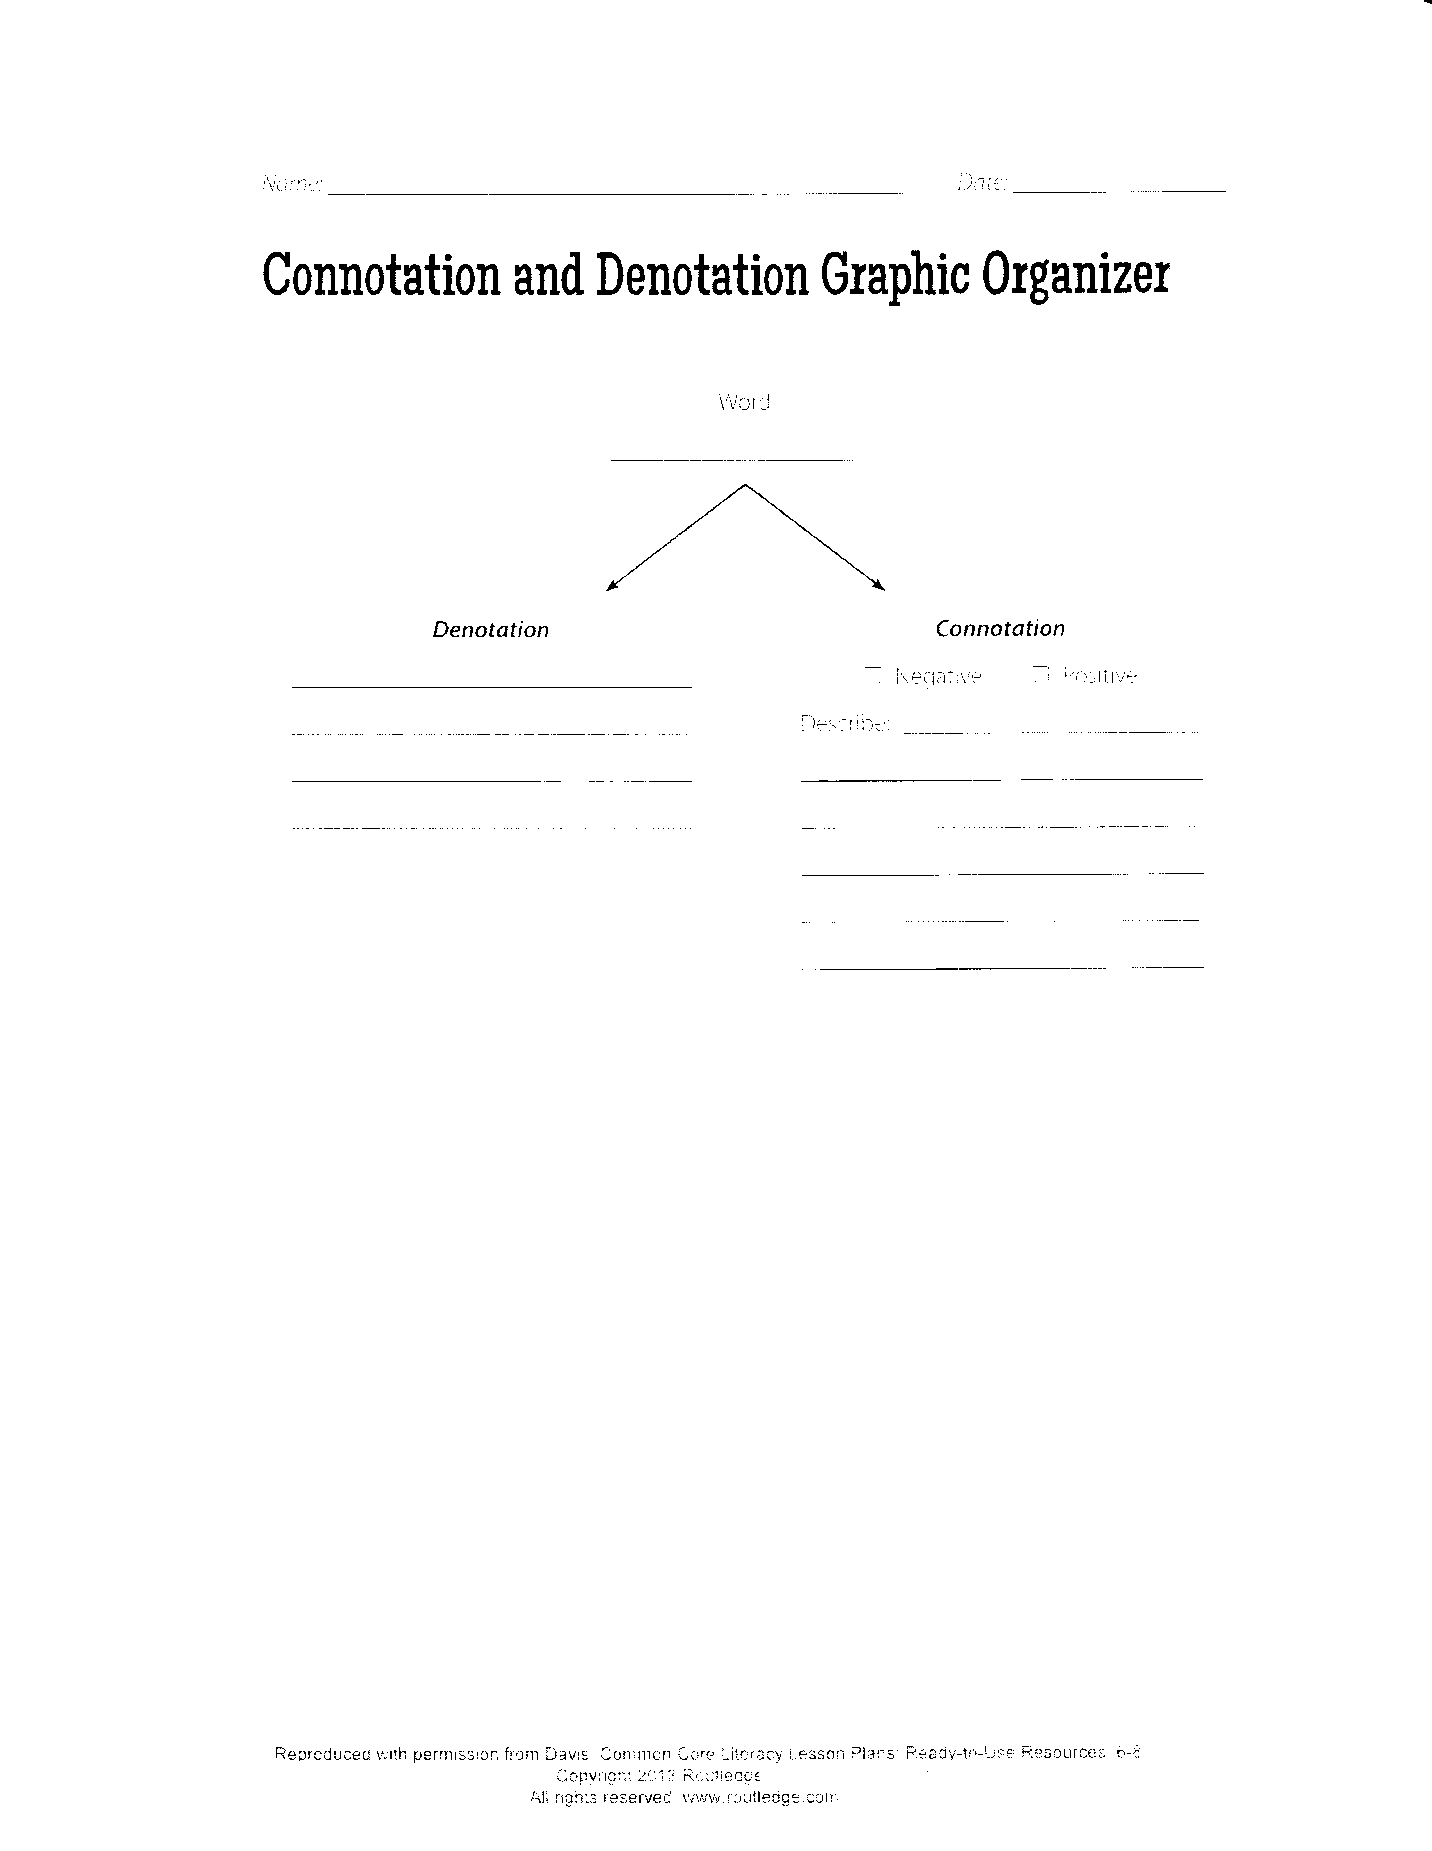 Name: Date:
Connotation and Denotation Graphic Organizer
Word
Denotation
Connotation
□ Negative □ Positive
Describe:
Reproduced with permission from Davis, Common Core Literacy Lesson Plans: Ready-to-Use Resources, 6-8
Copyright 2013 Routledge
All rights reserved. www.routledge.com